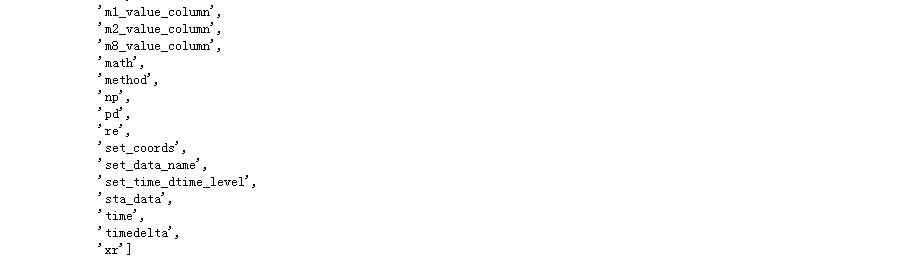 'm1_value_column',
'm2_value_column',
'm8_value_column',
'math',
'method',
'np',
'pd',
're',
'set_coords',
'set_data_name',
'set_time_dtime_level',
'sta_data',
'time',
'timedelta',
'xr']